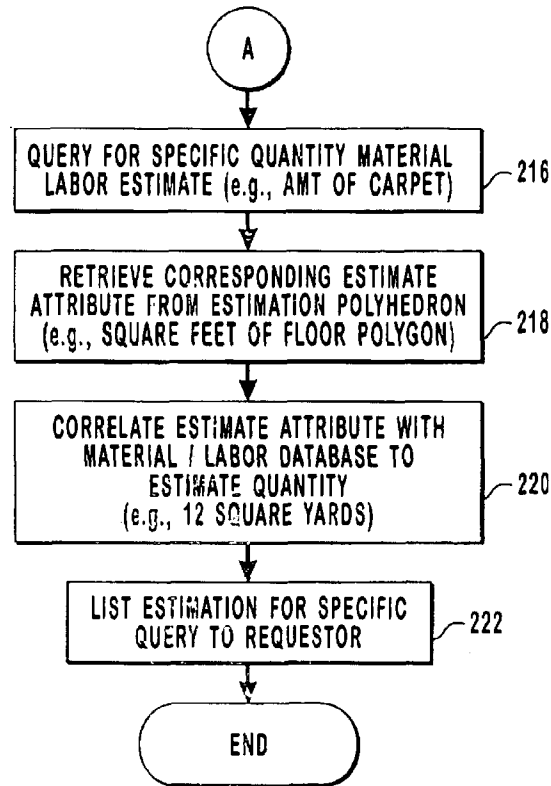 A
QUERY FOR SPECIFIC QUANTITY MATERIAL
LABOR ESTIMATE (e.g., AMT OF CARPET)
216
RETRIEVE CORRESPONDING ESTIMATE
ATTRIBUTE FROM ESTIMATION POLYHEDRON
(e.g., SQUARE FEET OF FLOOR POLYGON)
218
CORRELATE ESTIMATE ATTRIBUTE WITH
MATERIAL / LABOR DATABASE TO
ESTIMATE QUANTITY
(e.g., 12 SQUARE YARDS)
220
LIST ESTIMATION FOR SPECIFIC
QUERY TO REQUESTOR
222
END